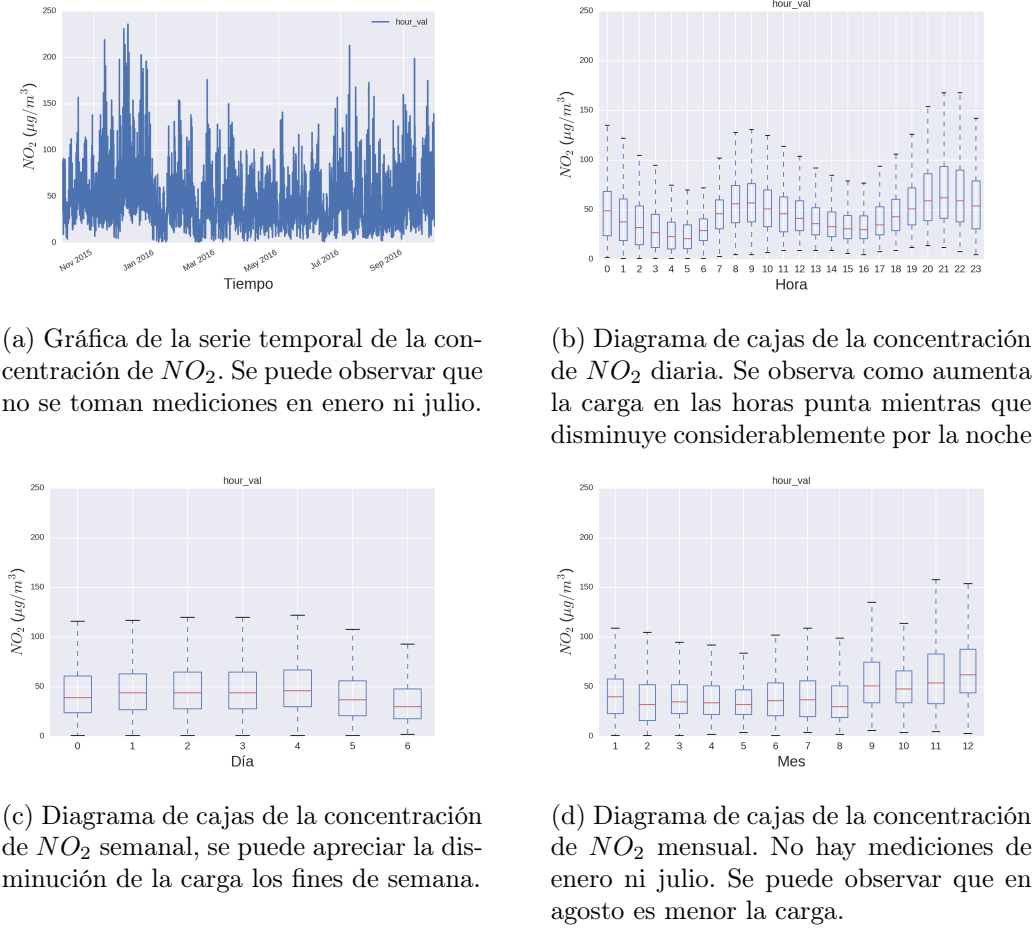 hour_val
250
200
150
100
50
0
NO2 (μg/m3)
Nov 2015
Jan 2016
Mar 2016
May 2016
Jul 2016
Sep 2016
Tiempo
hour_val
250
200
150
100
50
0
NO2 (μg/m3)
0 1 2 3 4 5 6 7 8 9 10 11 12 13 14 15 16 17 18 19 20 21 22 23
Hora
(a) Gráfica de la serie temporal de la con-
centración de NO2. Se puede observar que
no se toman mediciones en enero ni julio.
(b) Diagrama de cajas de la concentración
de NO2 diaria. Se observa como aumenta
la carga en las horas punta mientras que
disminuye considerablemente por la noche
hour_val
250
200
150
100
50
0
NO2 (μg/m3)
0 1 2 3 4 5 6
Día
hour_val
250
200
150
100
50
0
NO2 (μg/m3)
1 2 3 4 5 6 7 8 9 10 11 12
Mes
(c) Diagrama de cajas de la concentración
de NO2 semanal, se puede apreciar la dis-
minución de la carga los fines de semana.
(d) Diagrama de cajas de la concentración
de NO2 mensual. No hay mediciones de
enero ni julio. Se puede observar que en
agosto es menor la carga.